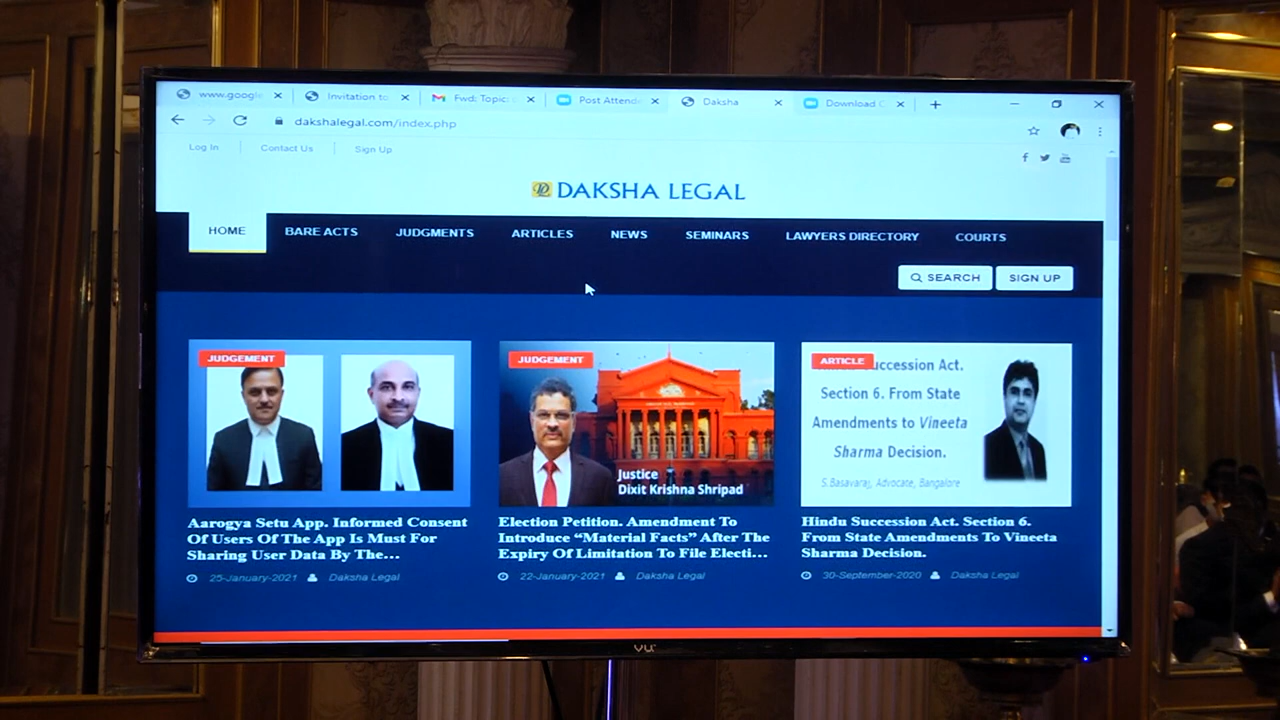 www.google
Invitation to
Fwd: Topic:
Post Attende
Daksha
Download
dakshalegal.com/index.php
Log In
Contact Us
Sign Up
DAKSHA LEGAL
HOME
BARE ACTS
JUDGMENTS
ARTICLES
NEWS
SEMINARS
LAWYERS DIRECTORY
COURTS
SEARCH
SIGN UP
JUDGEMENT
Aarogya Setu App. Informed Consent
Of Users Of The App Is Must For
Sharing User Data By The...
25-January-2021
Daksha Legal
JUDGEMENT
Justice
Dixit Krishna Shripad
Election Petition. Amendment To
Introduce “Material Facts” After The
Expiry Of Limitation To File Electi...
22-January-2021
Daksha Legal
ARTICLE
uccession Act.
Section 6. From State
Amendments to Vineeta
Sharma Decision.
S.Basavaraj, Advocate, Bangalore
Hindu Succession Act. Section 6.
From State Amendments To Vineeta
Sharma Decision.
30-September-2020
Daksha Legal
VU